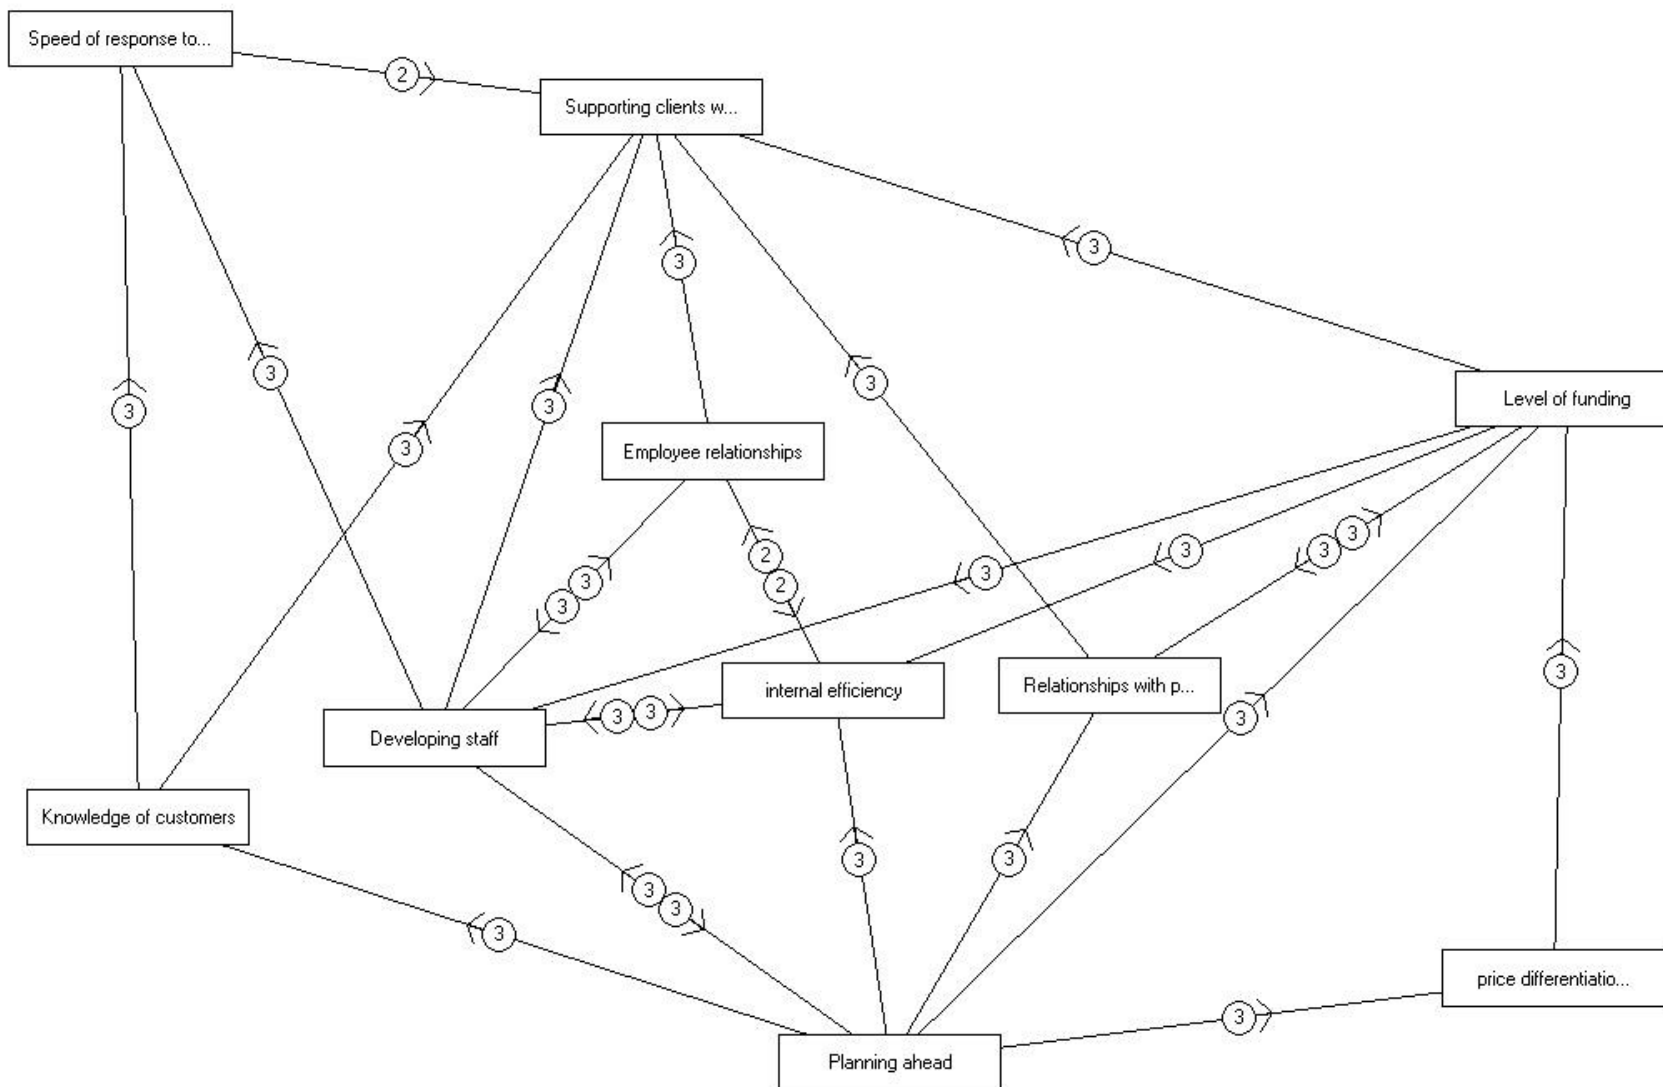 Speed of response to...
2
Supporting clients w...
3
3
3
3
3
3
3
Level of funding
Employee relationships
3
3
2
2
3
3
3
3
internal efficiency
Relationships with p...
3
3
3
3
Developing staff
Knowledge of customers
3
3
3
3
3
price differentiatio...
3
Planning ahead